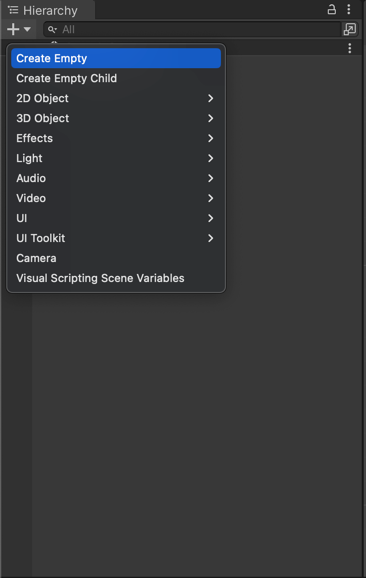 Hierarchy
All
Create Empty
Create Empty Child
2D Object
3D Object
Effects
Light
Audio
Video
UI
UI Toolkit
Camera
Visual Scripting Scene Variables